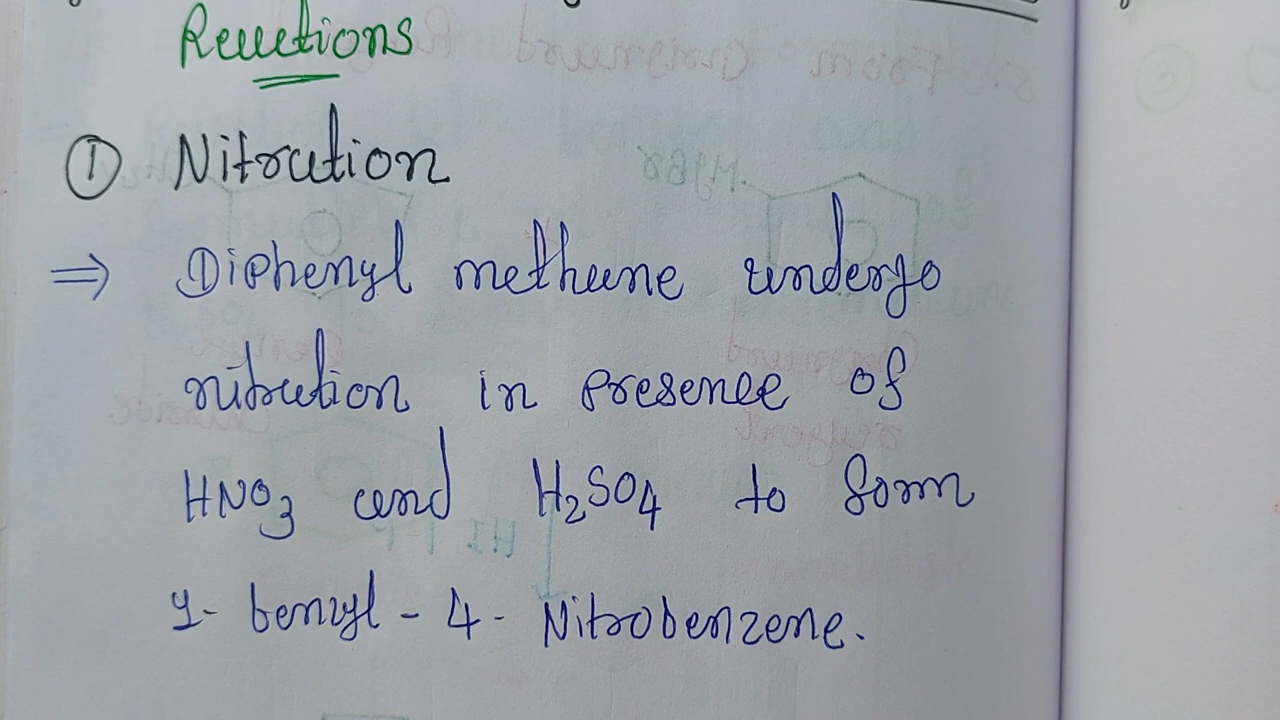 Reactions
① Nitration
⇒ Diphenyl methane undergo
nitration in presence of
HNO3 and H2SO4 to form
1- benzyl - 4 - Nitrobenzene.